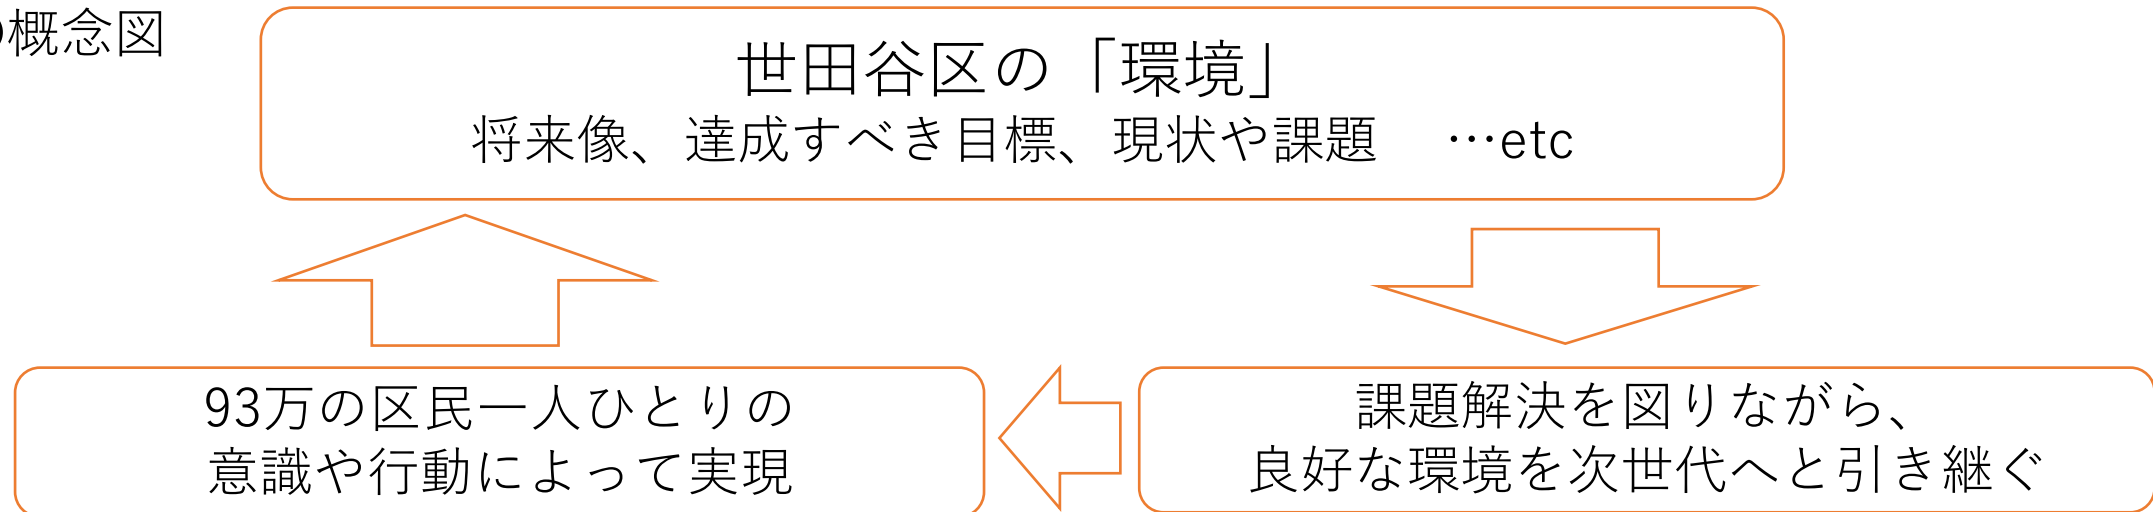 の概念図
世田谷区の「環境」
将来像、達成すべき目標、現状や課題　…etc
93万の区民一人ひとりの
意識や行動によって実現
課題解決を図りながら、
良好な環境を次世代へと引き継ぐ